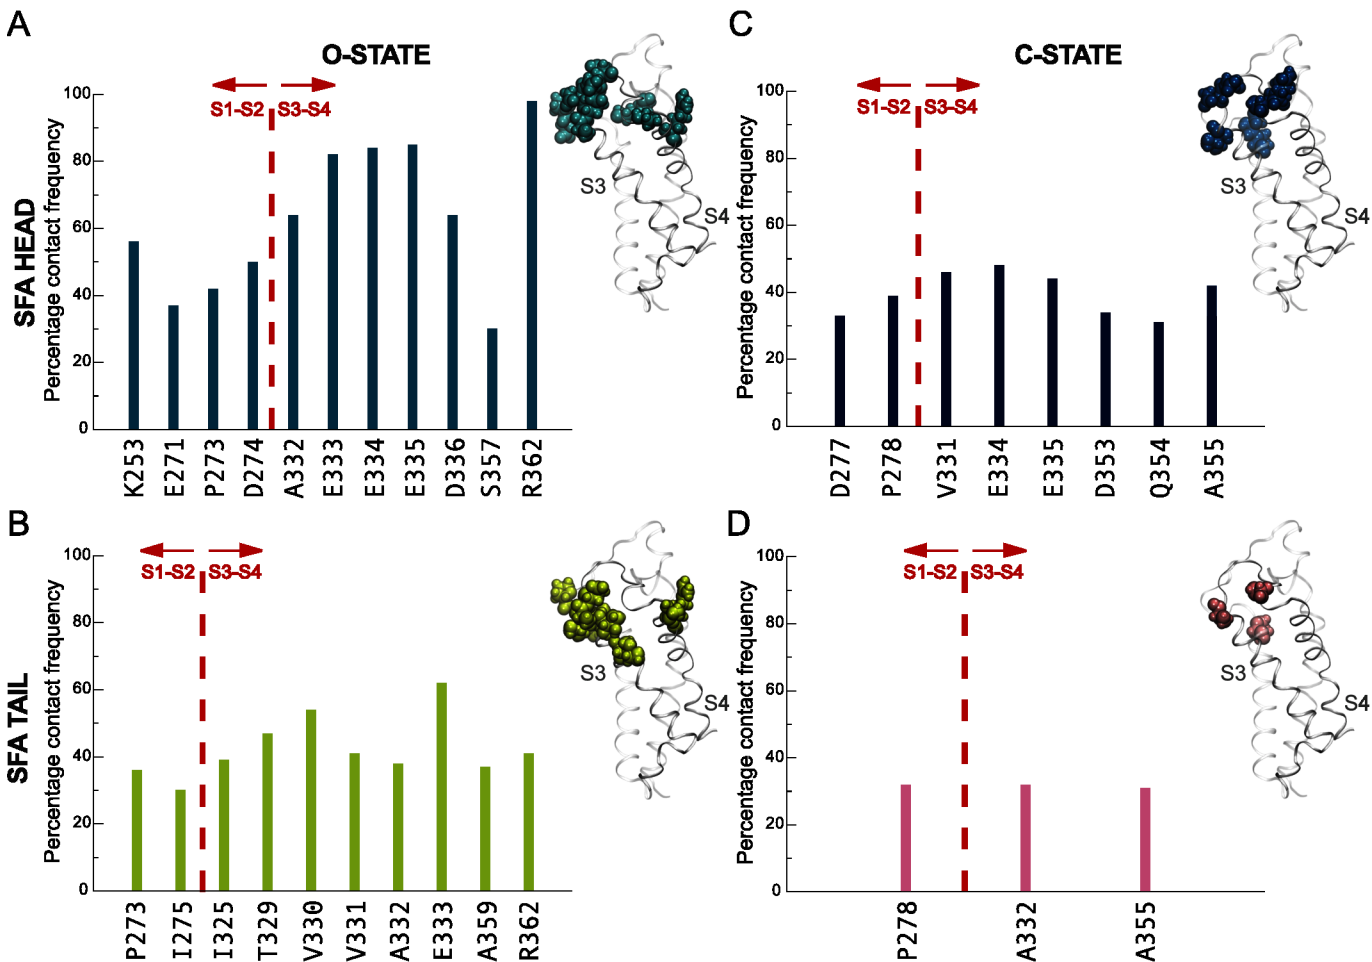 A
O-STATE
S1-S2 S3-S4
SFA HEAD
Percentage contact frequency
100
80
60
40
20
0
K253 E271 P273 D274 A332 E333 E334 E335 D336 S357 R362
S3
S4
C
C-STATE
S1-S2 S3-S4
Percentage contact frequency
100
80
60
40
20
0
D277 P278 V331 E334 E335 D353 Q354 A355
S3
S4
B
S1-S2 S3-S4
SFA TAIL
Percentage contact frequency
100
80
60
40
20
0
P273 I275 I325 T329 V330 V331 A332 E333 A359 R362
S3
S4
D
S1-S2 S3-S4
Percentage contact frequency
100
80
60
40
20
0
P278 A332 A355
S3
S4